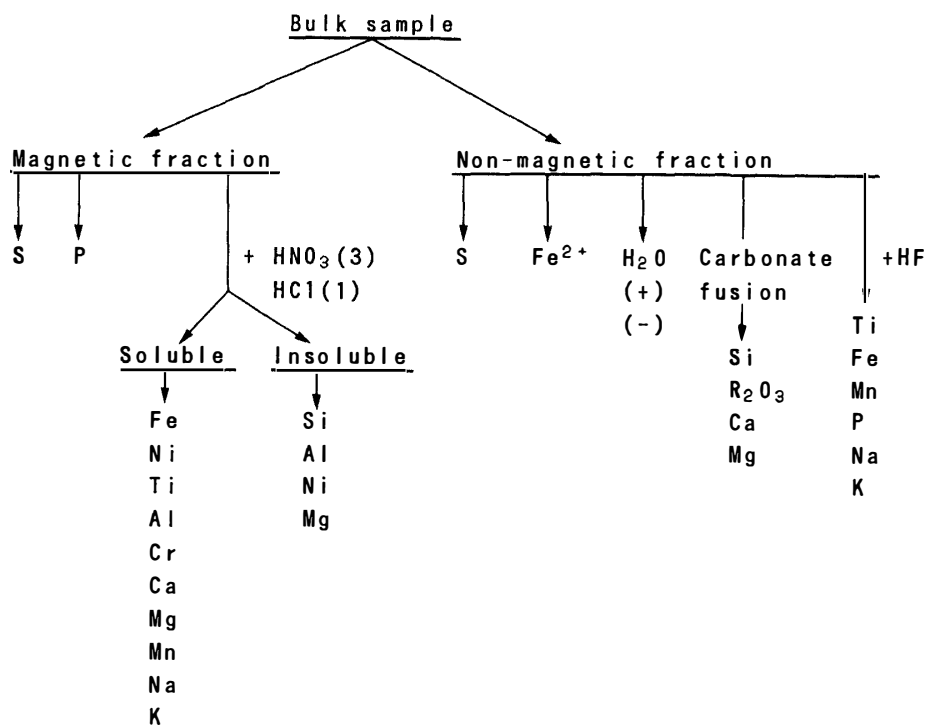 Bulk sample
Magnetic fraction
Non-magnetic fraction
S
P
+ HNO₃(3)
HCl(1)
Soluble
Fe
Ni
Ti
Al
Cr
Ca
Mg
Mn
Na
K
Insoluble
Si
Al
Ni
Mg
S
Fe²⁺
H₂O
(+)
(-)
Carbonate
fusion
Si
R₂O₃
Ca
Mg
+HF
Ti
Fe
Mn
P
Na
K